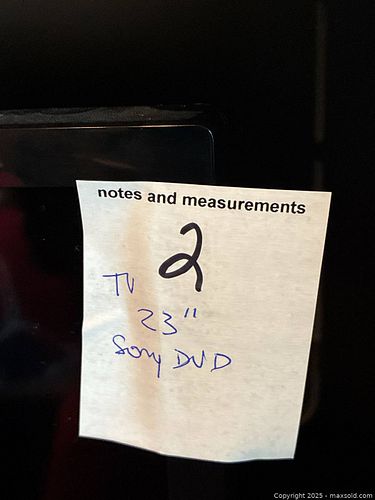 notes and measurements
2
TV
23"
Sony DVD
Copyright 2025 - maxsold.com